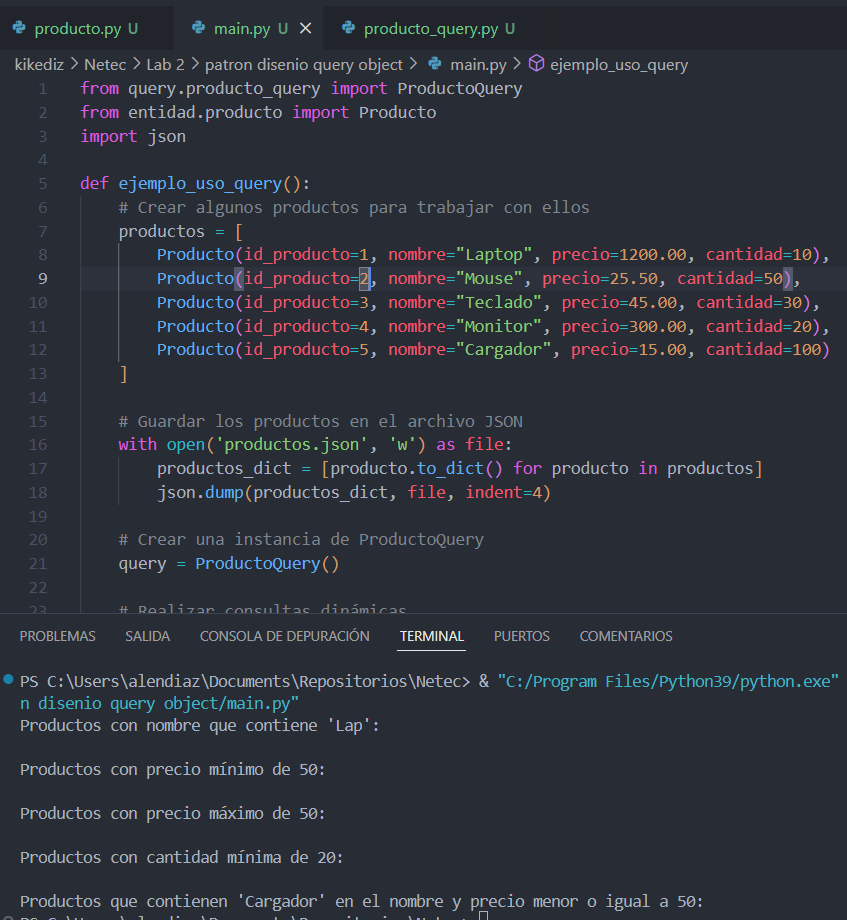 producto.py U main.py U × producto_query.py U
kikediz > Netec > Lab 2 > patron disenio query object > main.py > ejemplo_uso_query
1 from query.producto_query import ProductoQuery
2 from entidad.producto import Producto
3 import json
4
5 def ejemplo_uso_query():
6 # Crear algunos productos para trabajar con ellos
7 productos = [
8 Producto(id_producto=1, nombre="Laptop", precio=1200.00, cantidad=10),
9 Producto(id_producto=2, nombre="Mouse", precio=25.50, cantidad=50),
10 Producto(id_producto=3, nombre="Teclado", precio=45.00, cantidad=30),
11 Producto(id_producto=4, nombre="Monitor", precio=300.00, cantidad=20),
12 Producto(id_producto=5, nombre="Cargador", precio=15.00, cantidad=100)
13 ]
14
15 # Guardar los productos en el archivo JSON
16 with open('productos.json', 'w') as file:
17 productos_dict = [producto.to_dict() for producto in productos]
18 json.dump(productos_dict, file, indent=4)
19
20 # Crear una instancia de ProductoQuery
21 query = ProductoQuery()
22
23 # Realizar consultas dinámicas
PROBLEMAS SALIDA CONSOLA DE DEPURACIÓN TERMINAL PUERTOS COMENTARIOS
PS C:\Users\alendiaz\Documents\Repositorios\Netec> & "C:/Program Files/Python39/python.exe"
n disenio query object/main.py"
Productos con nombre que contiene 'Lap':
Productos con precio mínimo de 50:
Productos con precio máximo de 50:
Productos con cantidad mínima de 20:
Productos que contienen 'Cargador' en el nombre y precio menor o igual a 50:
PS C:\Users\alendiaz\Documents\Repositorios\Netec>